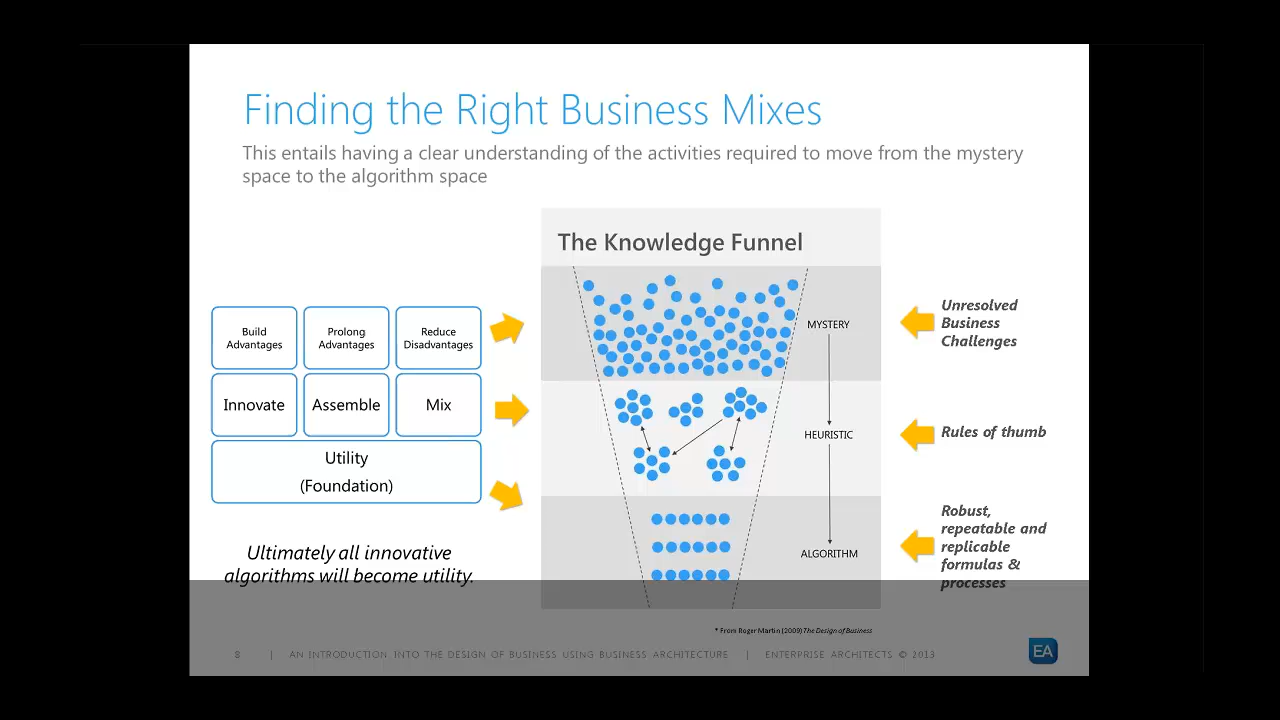 Finding the Right Business Mixes
This entails having a clear understanding of the activities required to move from the mystery
space to the algorithm space
The Knowledge Funnel
Build
Advantages
Prolong
Advantages
Reduce
Disadvantages
Innovate
Assemble
Mix
Utility
(Foundation)
Ultimately all innovative
algorithms will become utility.
MYSTERY
HEURISTIC
ALGORITHM
Unresolved
Business
Challenges
Rules of thumb
Robust,
repeatable and
replicable
formulas &
processes
* From Roger Martin (2009) The Design of Business
8 | AN INTRODUCTION INTO THE DESIGN OF BUSINESS USING BUSINESS ARCHITECTURE | ENTERPRISE ARCHITECTS © 2013
EA